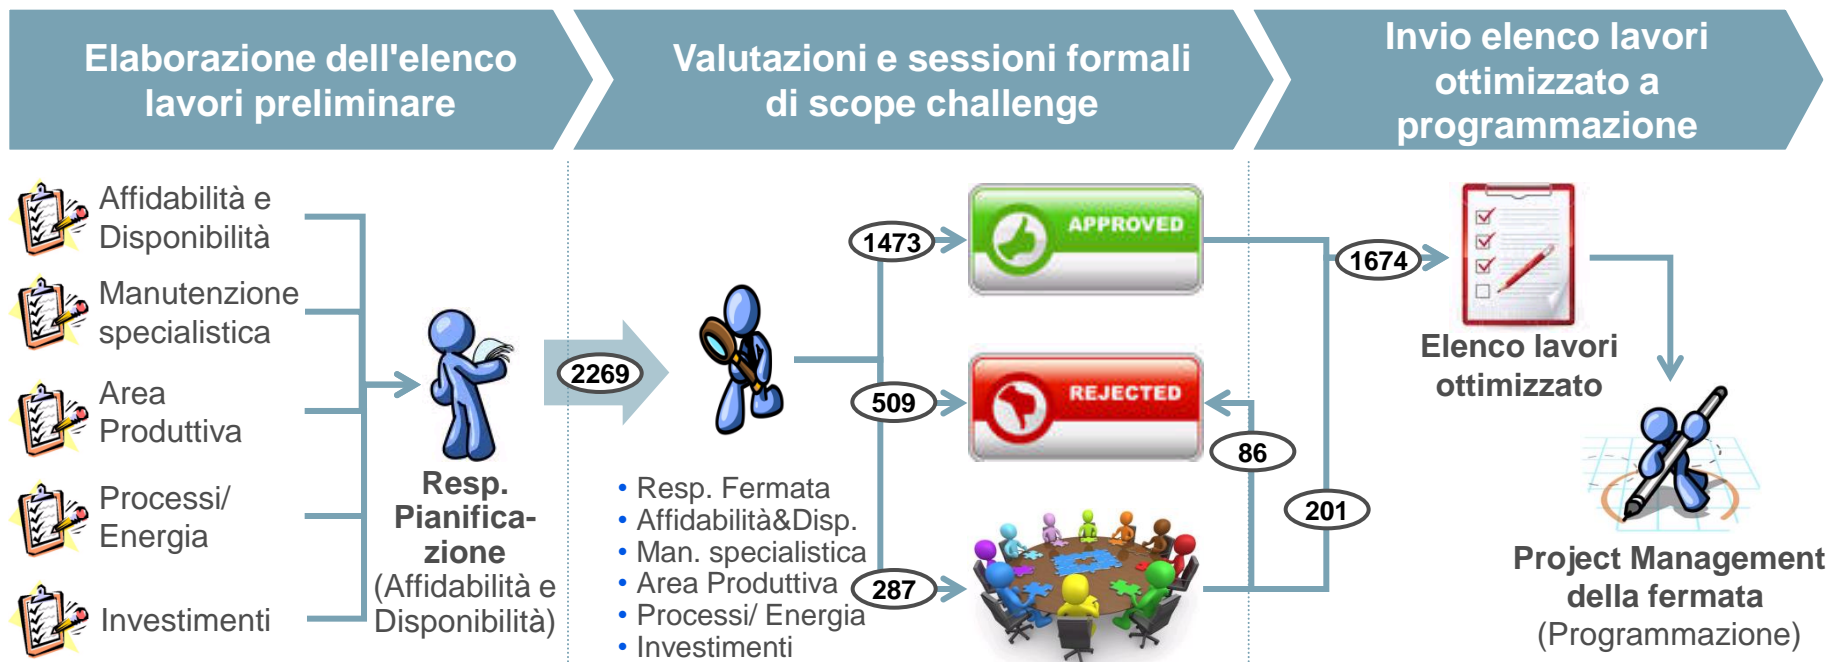 Elaborazione dell'elenco
lavori preliminare
Valutazioni e sessioni formali
di scope challenge
Invio elenco lavori
ottimizzato a
programmazione
Affidabilità e
Disponibilità
Manutenzione
specialistica
Area
Produttiva
Processi/
Energia
Investimenti
Resp.
Pianifica-
zione
(Affidabilità e
Disponibilità)
2269
• Resp. Fermata
• Affidabilità&Disp.
• Man. specialistica
• Area Produttiva
• Processi/ Energia
• Investimenti
1473
509
287
APPROVED
REJECTED
86
201
1674
Elenco lavori
ottimizzato
Project Management
della fermata
(Programmazione)